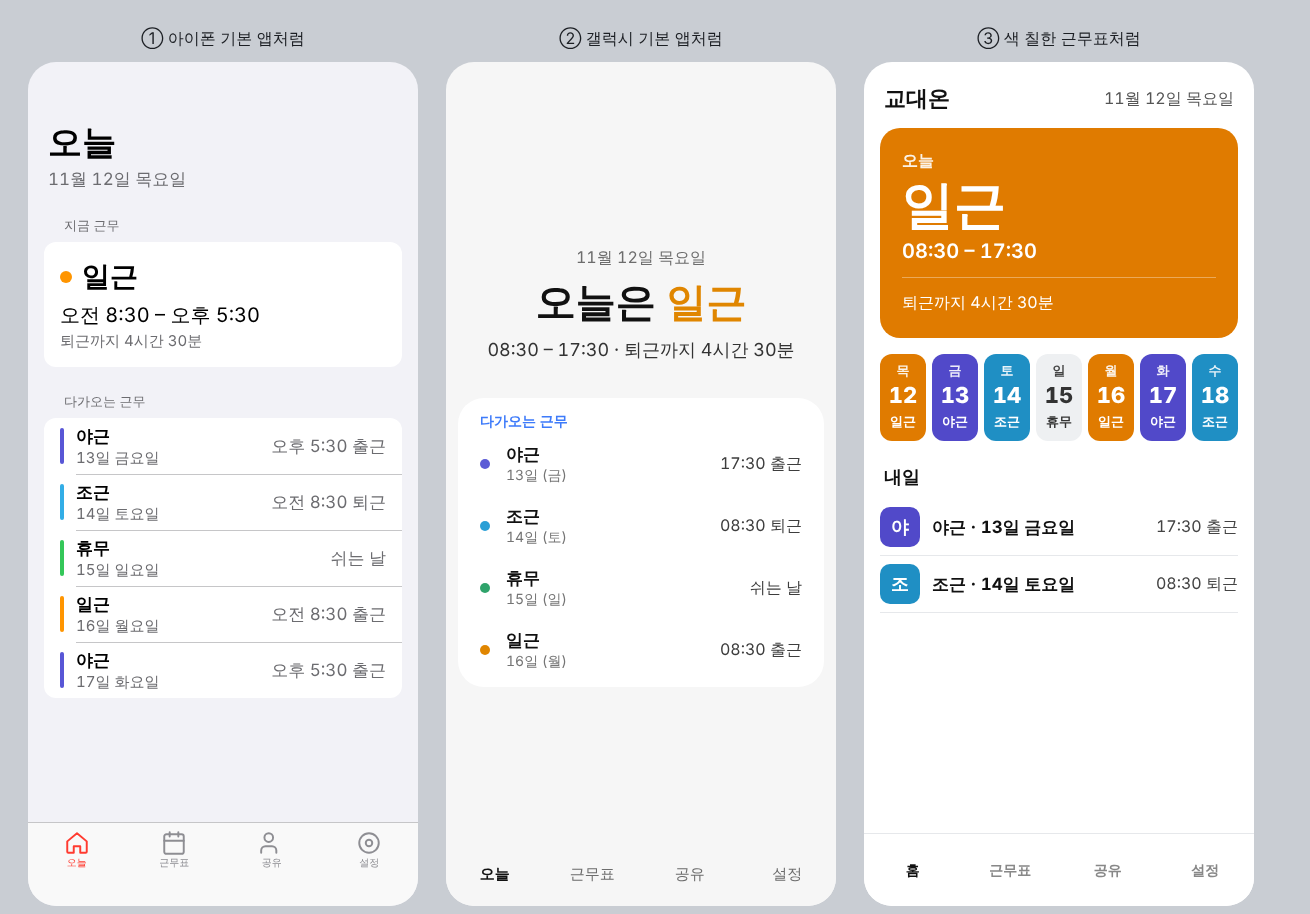 ① 아이폰 기본 앱처럼
오늘
11월 12일 목요일
지금 근무
일근
오전 8:30 – 오후 5:30
퇴근까지 4시간 30분
다가오는 근무
야근
13일 금요일
오후 5:30 출근
조근
14일 토요일
오전 8:30 퇴근
휴무
15일 일요일
쉬는 날
일근
16일 월요일
오전 8:30 출근
야근
17일 화요일
오후 5:30 출근
오늘 근무표 공유 설정
② 갤럭시 기본 앱처럼
11월 12일 목요일
오늘은 일근
08:30 – 17:30 · 퇴근까지 4시간 30분
다가오는 근무
야근
13일 (금)
17:30 출근
조근
14일 (토)
08:30 퇴근
휴무
15일 (일)
쉬는 날
일근
16일 (월)
08:30 출근
오늘 근무표 공유 설정
③ 색 칠한 근무표처럼
교대온 11월 12일 목요일
오늘
일근
08:30 – 17:30
퇴근까지 4시간 30분
목 금 토 일 월 화 수
12 13 14 15 16 17 18
일근 야근 조근 휴무 일근 야근 조근
내일
야 야근 · 13일 금요일 17:30 출근
조 조근 · 14일 토요일 08:30 퇴근
홈 근무표 공유 설정